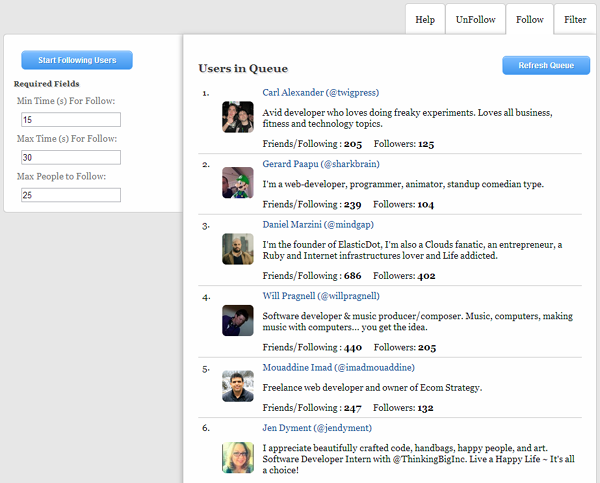 Help
UnFollow
Follow
Filter
Start Following Users
Required Fields
Min Time (s) For Follow:
15
Max Time (s) For Follow:
30
Max People to Follow:
25
Users in Queue
Refresh Queue
1.
Carl Alexander (@twigpress)
Avid developer who loves doing freaky experiments. Loves all business,
fitness and technology topics.
Friends/Following : 205 Followers: 125
2.
Gerard Paapu (@sharkbrain)
I'm a web-developer, programmer, animator, standup comedian type.
Friends/Following : 239 Followers: 104
3.
Daniel Marzini (@mindgap)
I'm the founder of ElasticDot, I'm also a Clouds fanatic, an entrepreneur, a
Ruby and Internet infrastructures lover and Life addicted.
Friends/Following : 686 Followers: 402
4.
Will Pragnell (@willpragnell)
Software developer & music producer/composer. Music, computers, making
music with computers... you get the idea.
Friends/Following : 440 Followers: 205
5.
Mouaddine Imad (@imadmouaddine)
Freelance web developer and owner of Ecom Strategy.
Friends/Following : 247 Followers: 132
6.
Jen Dyment (@jendyment)
I appreciate beautifully crafted code, handbags, happy people, and art.
Software Developer Intern with @ThinkingBigInc. Live a Happy Life ~ It's all
a choice!